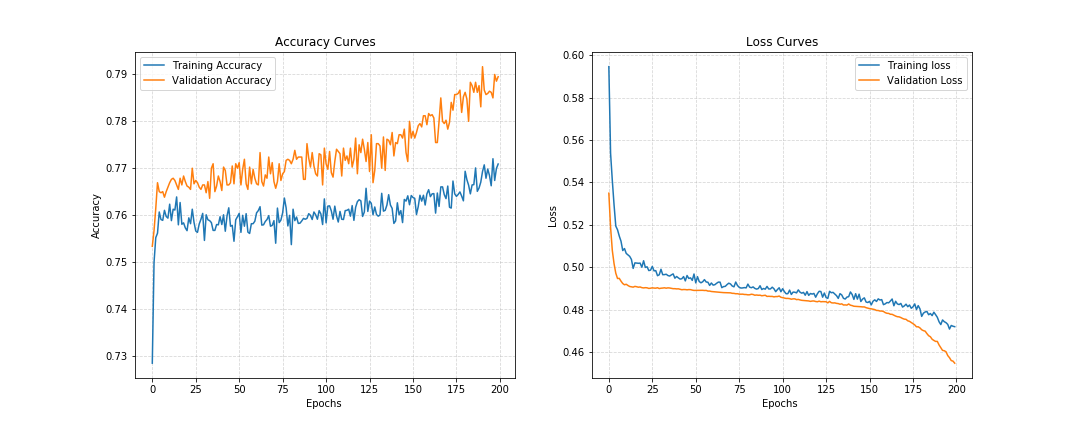 Accuracy Curves
Training Accuracy
Validation Accuracy
0.79
0.78
0.77
0.76
0.75
0.74
0.73
Accuracy
0 25 50 75 100 125 150 175 200
Epochs
Loss Curves
Training loss
Validation Loss
0.60
0.58
0.56
0.54
0.52
0.50
0.48
0.46
Loss
0 25 50 75 100 125 150 175 200
Epochs